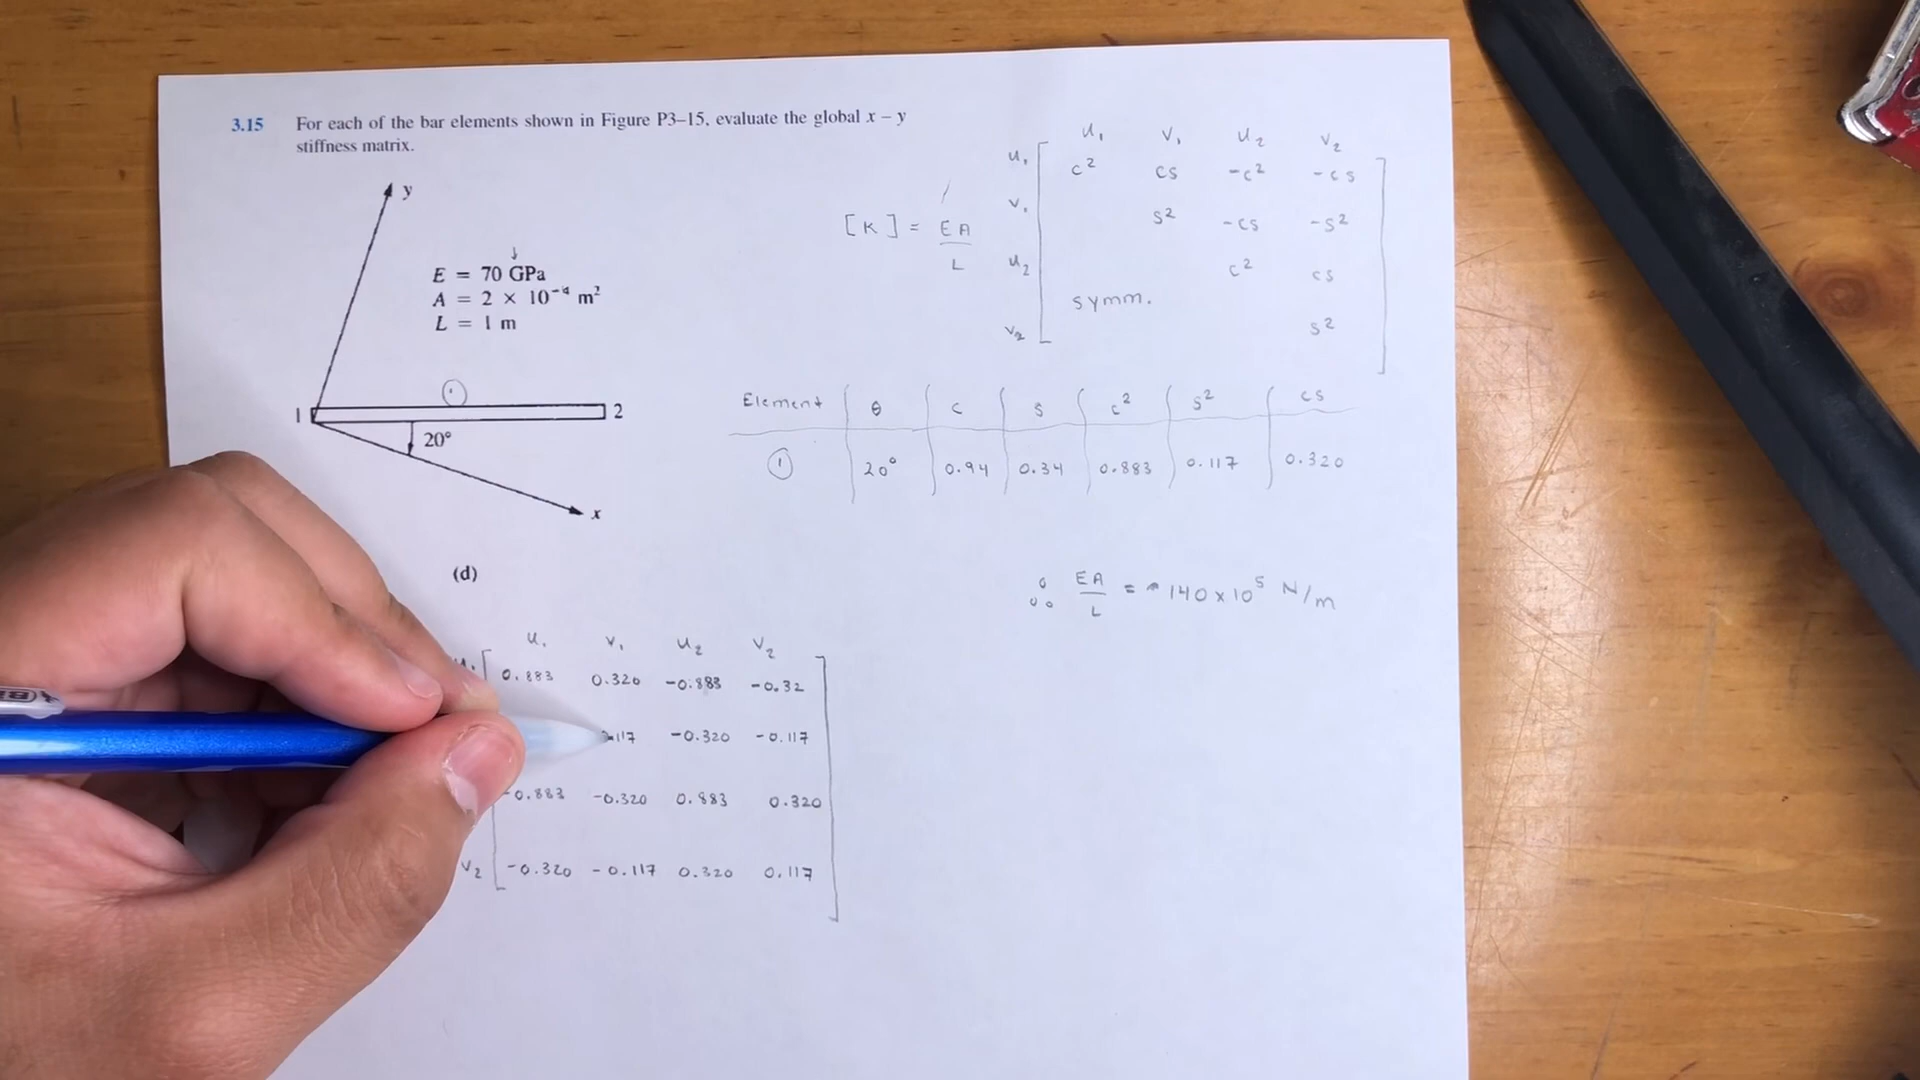 3.15 For each of the bar elements shown in Figure P3–15, evaluate the global x – y
stiffness matrix.
y
E = 70 GPa
A = 2 × 10⁻⁴ m²
L = 1 m
①
1 2
20°
x
(d)
u₁ v₁ u₂ v₂
u₁ c² cs -c² -cs
v₁ s² -cs -s²
[K] = EA/L
u₂ c² cs
symm.
v₂ s²
Element θ c s c² s² cs
① 20° 0.94 0.34 0.883 0.117 0.320
∴ EA/L = 140 x 10⁵ N/m
u₁ v₁ u₂ v₂
u₁ 0.883 0.320 -0.883 -0.32
.117 -0.320 -0.117
-0.883 -0.320 0.883 0.320
v₂ -0.320 -0.117 0.320 0.117